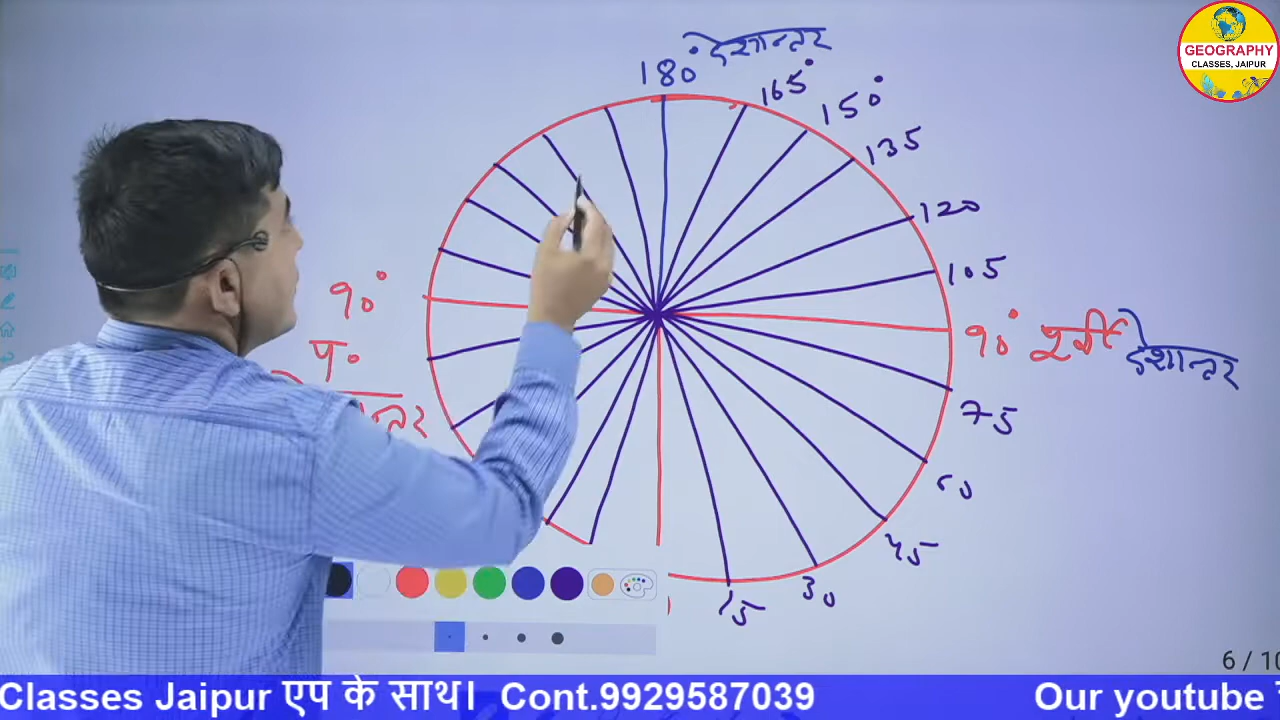 GEOGRAPHY
CLASSES, JAIPUR
180° देशान्तर
165°
150°
135
120
105
90° पूर्वी देशान्तर
90°
प०
75
60
45
30
15
6 / 10
Classes Jaipur एप के साथ। Cont.9929587039
Our youtube